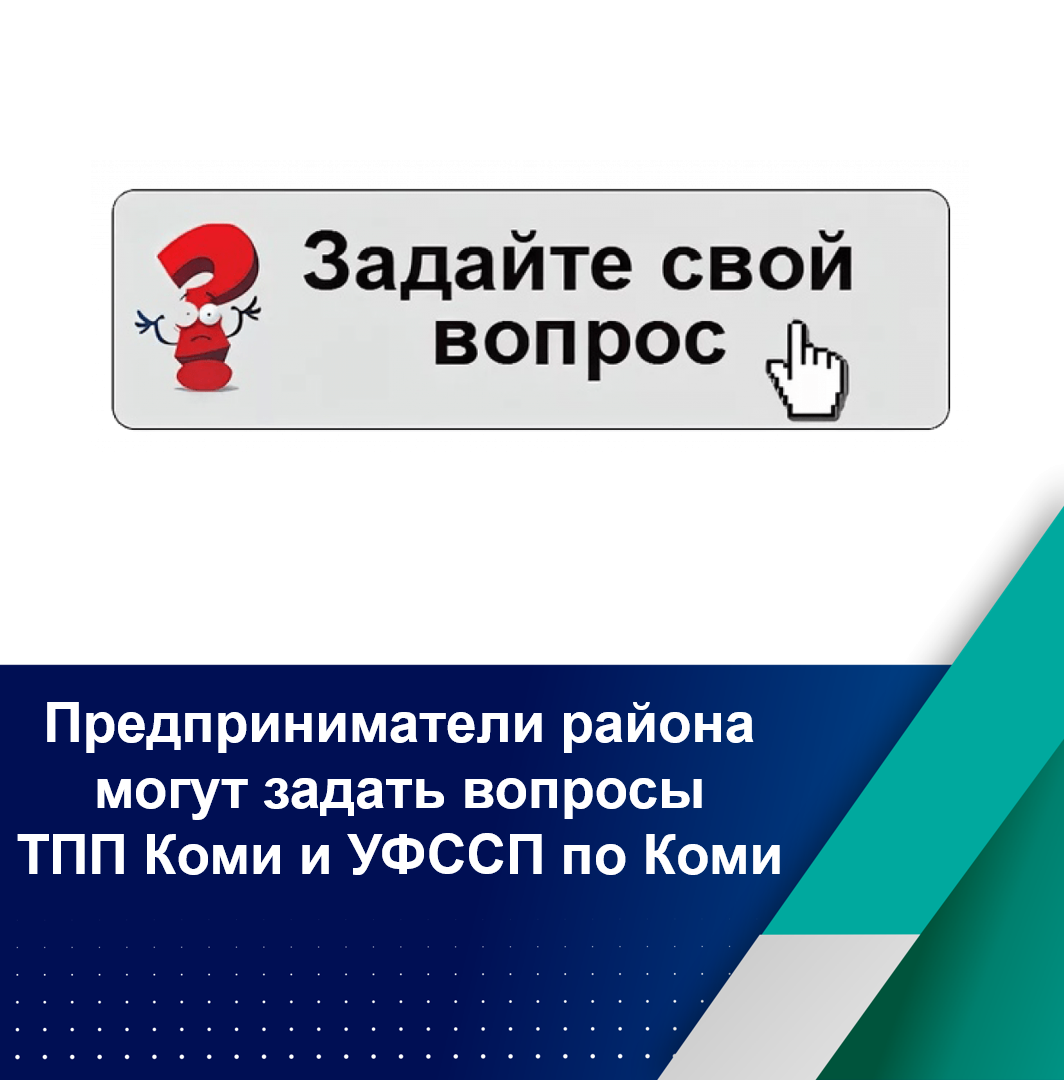 Задайте свой
вопрос
Предприниматели района
могут задать вопросы
ТПП Коми и УФССП по Коми